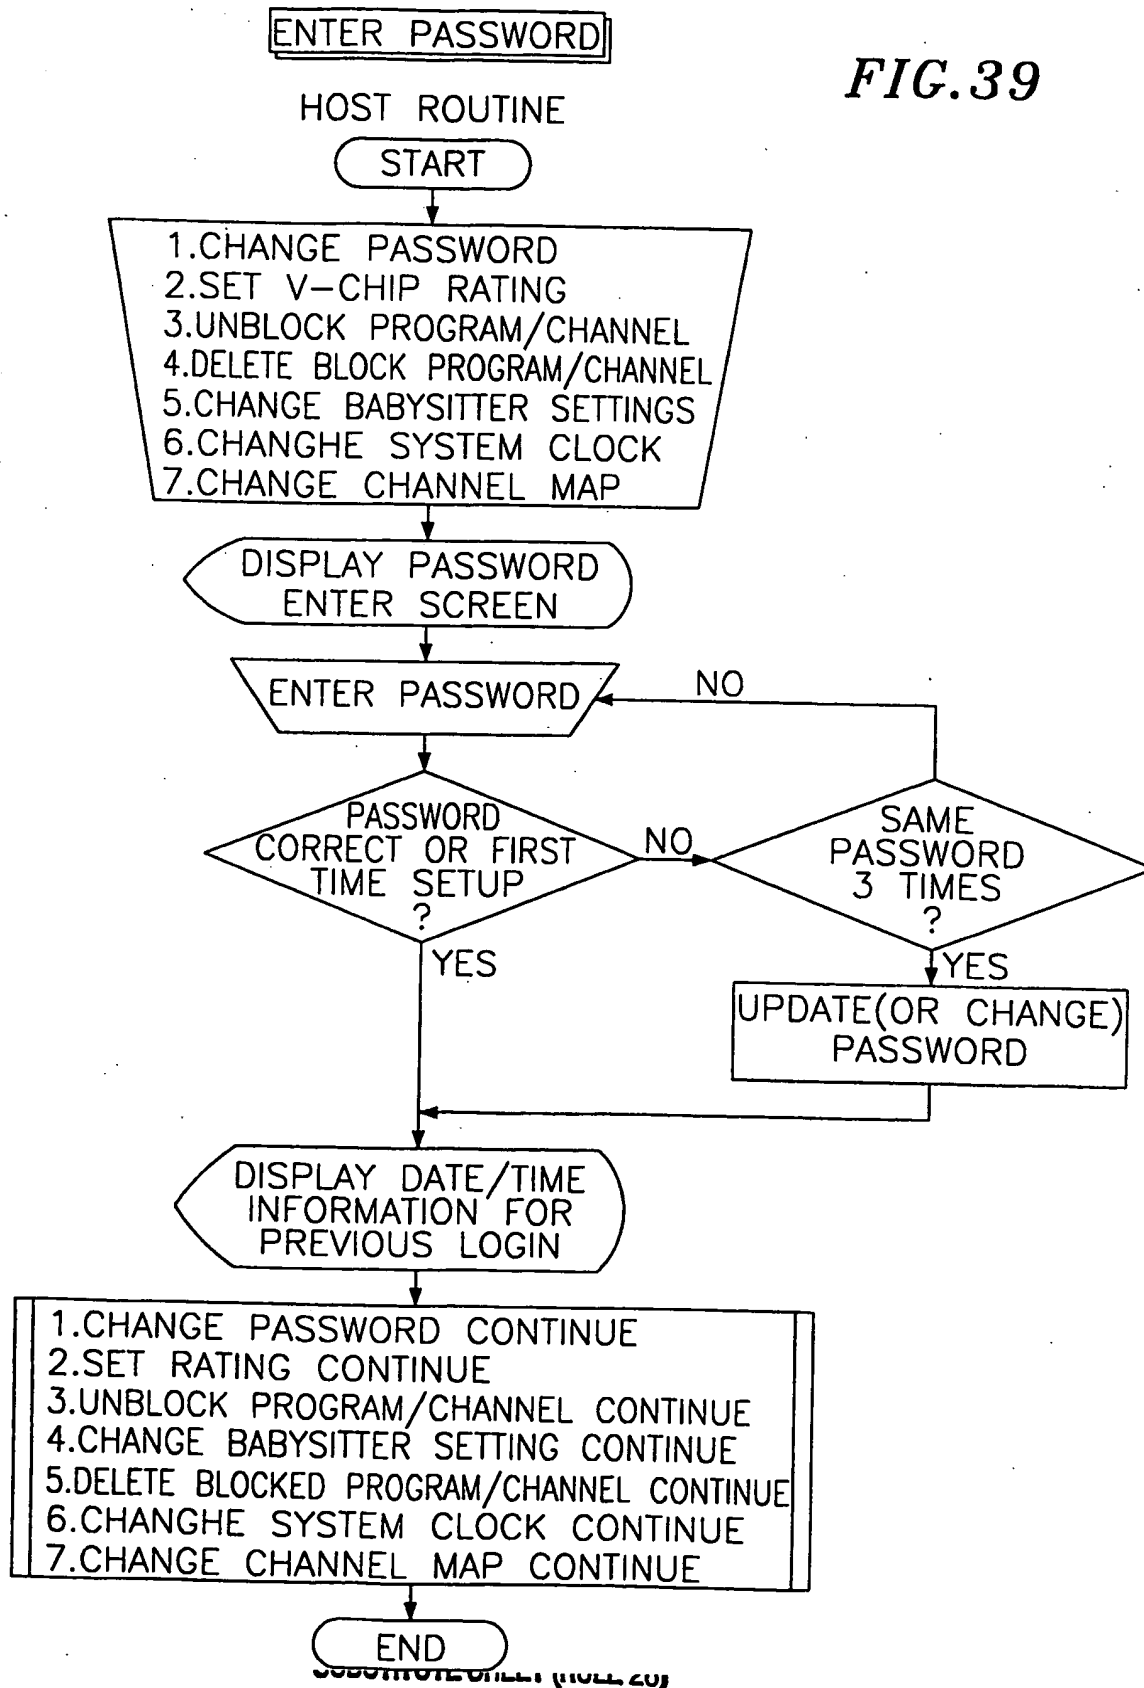 ENTER PASSWORD
FIG.39
HOST ROUTINE
START
1.CHANGE PASSWORD
2.SET V-CHIP RATING
3.UNBLOCK PROGRAM/CHANNEL
4.DELETE BLOCK PROGRAM/CHANNEL
5.CHANGE BABYSITTER SETTINGS
6.CHANGHE SYSTEM CLOCK
7.CHANGE CHANNEL MAP
DISPLAY PASSWORD
ENTER SCREEN
ENTER PASSWORD
NO
PASSWORD
CORRECT OR FIRST
TIME SETUP
?
NO
SAME
PASSWORD
3 TIMES
?
YES
YES
UPDATE(OR CHANGE)
PASSWORD
DISPLAY DATE/TIME
INFORMATION FOR
PREVIOUS LOGIN
1.CHANGE PASSWORD CONTINUE
2.SET RATING CONTINUE
3.UNBLOCK PROGRAM/CHANNEL CONTINUE
4.CHANGE BABYSITTER SETTING CONTINUE
5.DELETE BLOCKED PROGRAM/CHANNEL CONTINUE
6.CHANGHE SYSTEM CLOCK CONTINUE
7.CHANGE CHANNEL MAP CONTINUE
END